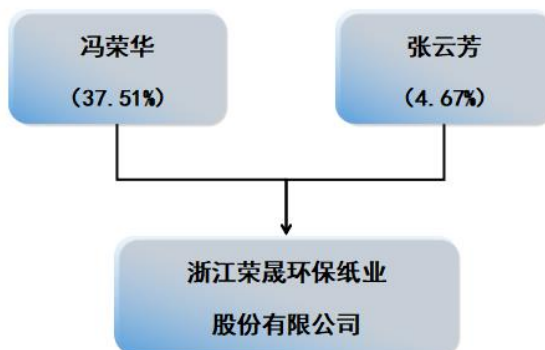 冯荣华
(37.51%)
张云芳
(4.67%)
浙江荣晟环保纸业
股份有限公司